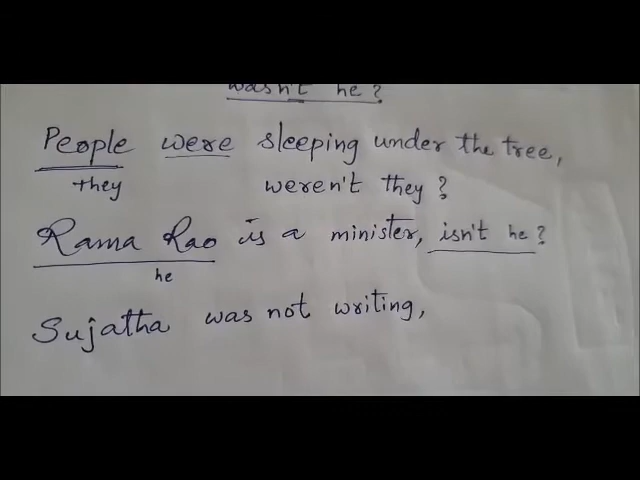 wasn't he?
People were sleeping under the tree,
they weren't they?
Rama Rao is a minister, isn't he?
he
Sujatha was not writing,